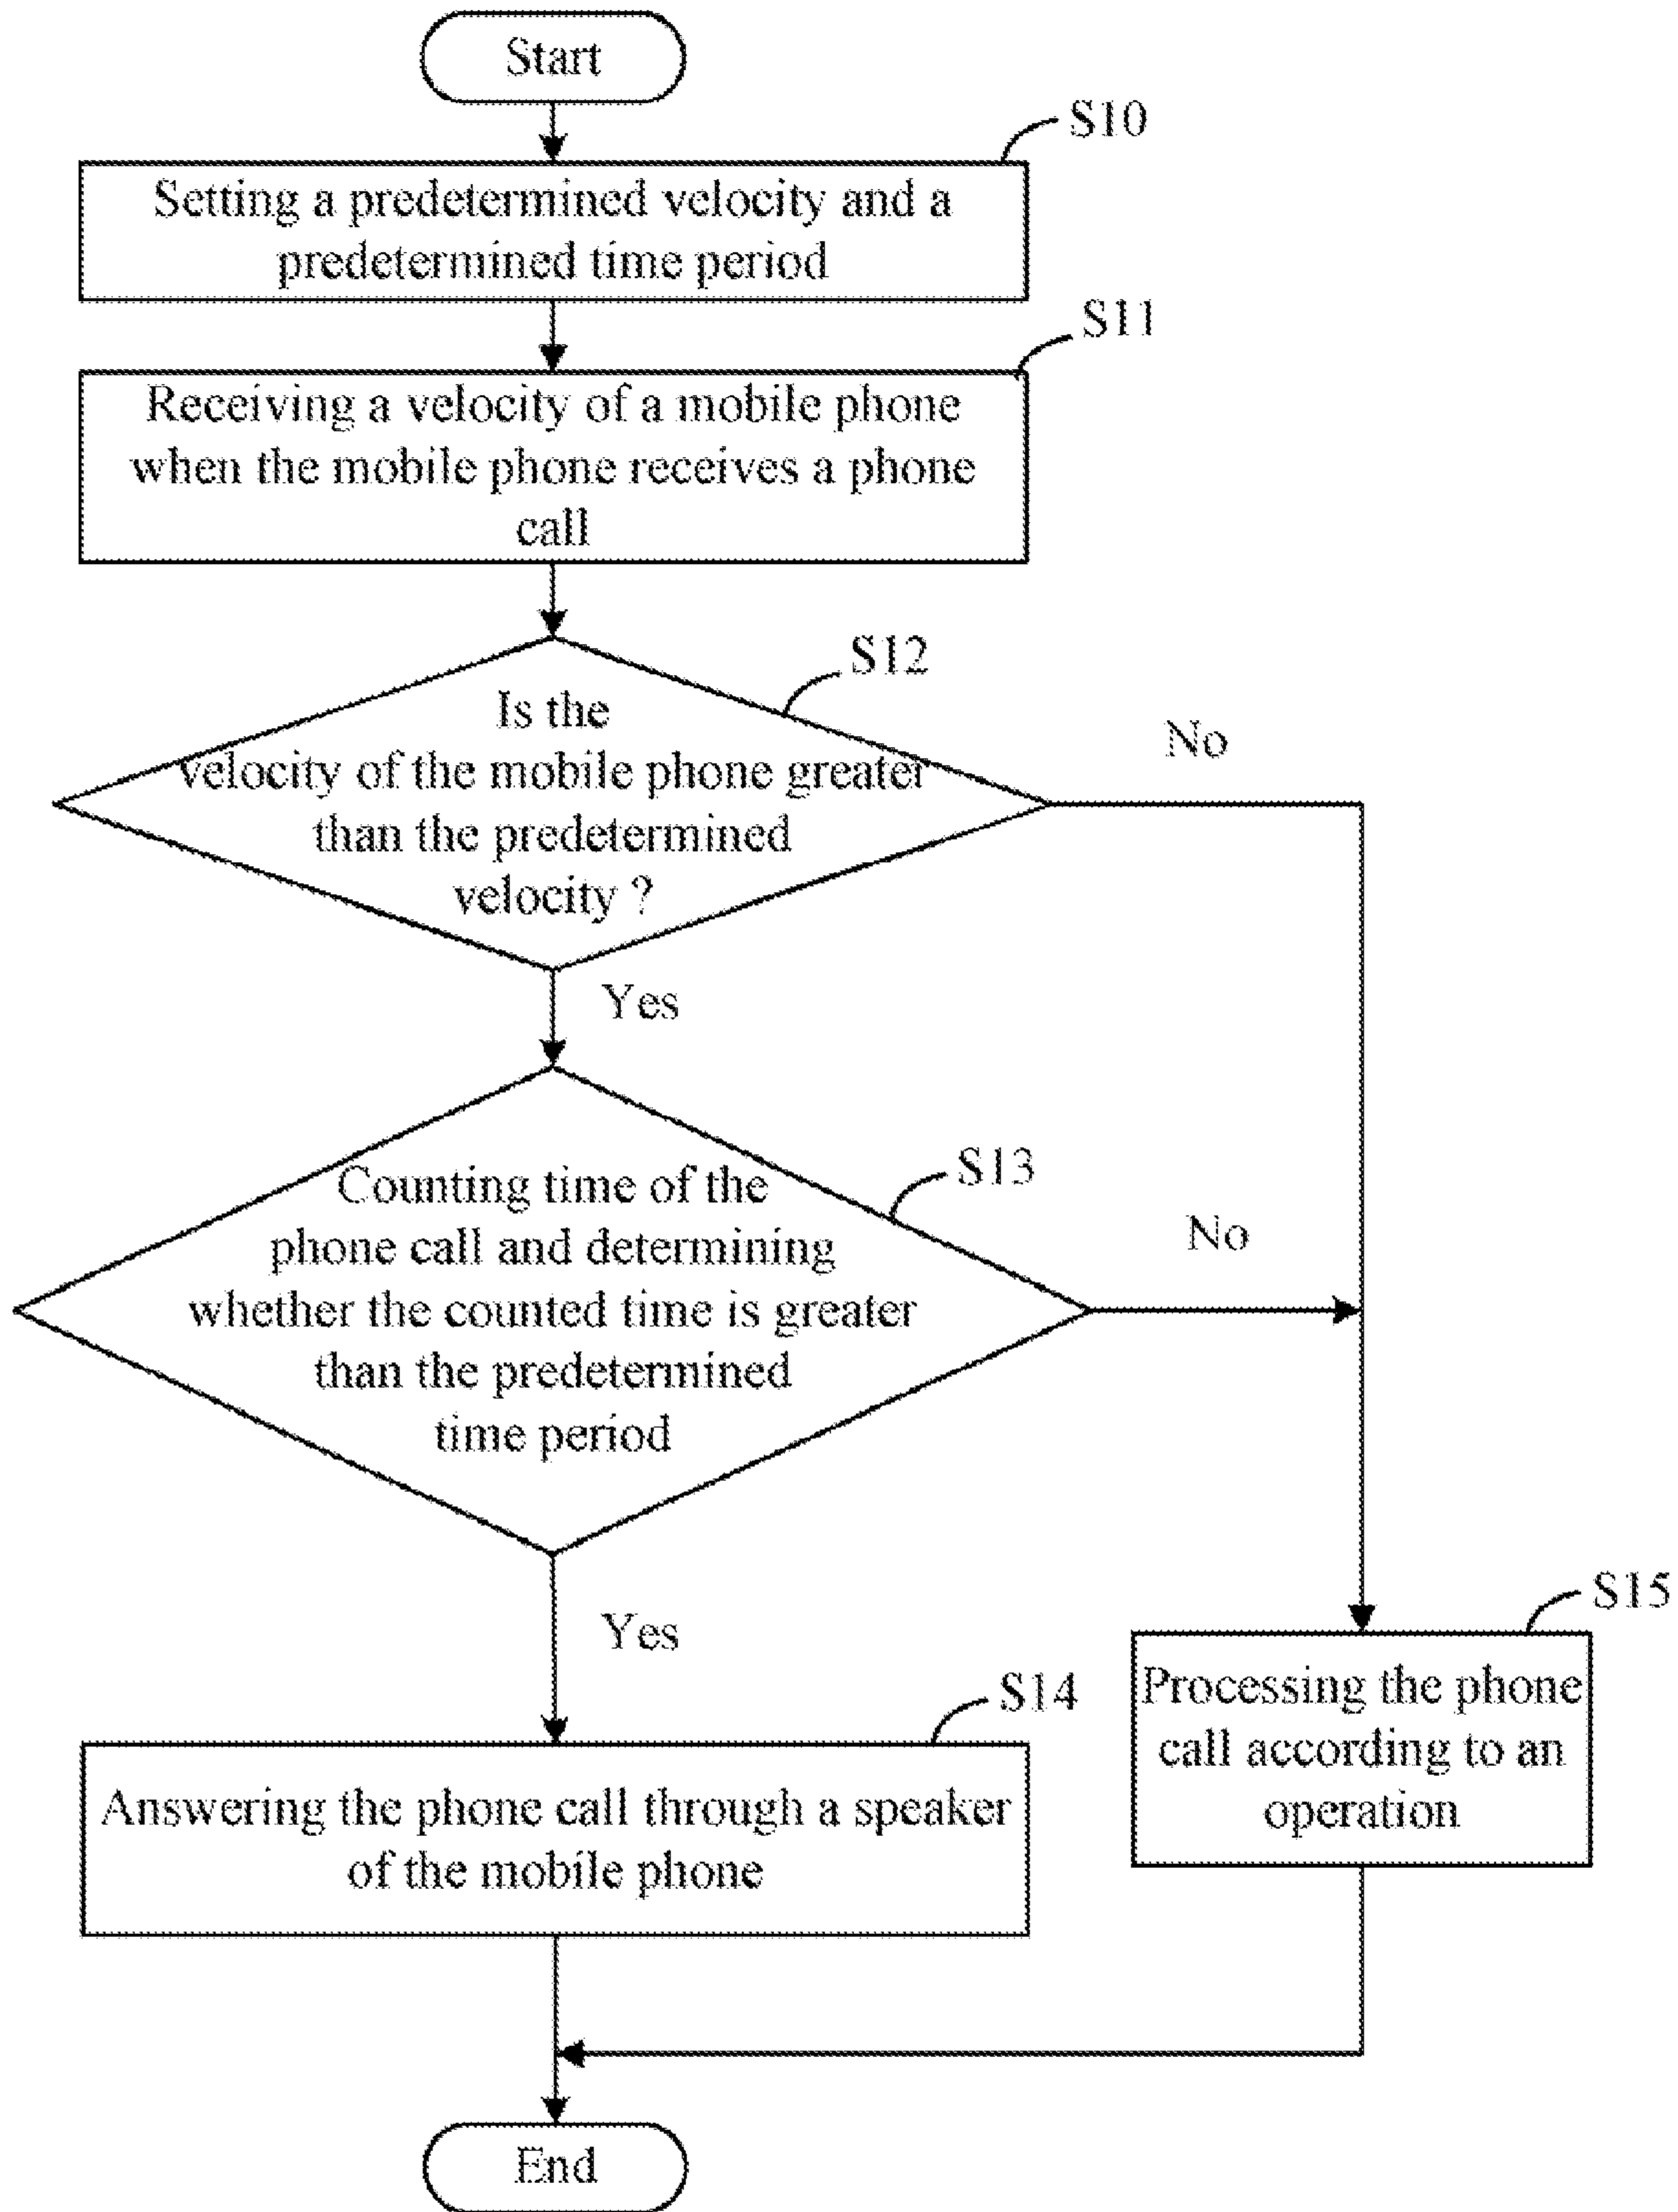 Start
S10
Setting a predetermined velocity and a
predetermined time period
S11
Receiving a velocity of a mobile phone
when the mobile phone receives a phone
call
S12
Is the
velocity of the mobile phone greater
than the predetermined
velocity ?
No
Yes
S13
Counting time of the
phone call and determining
whether the counted time is greater
than the predetermined
time period
No
Yes
S14
Answering the phone call through a speaker
of the mobile phone
S15
Processing the phone
call according to an
operation
End